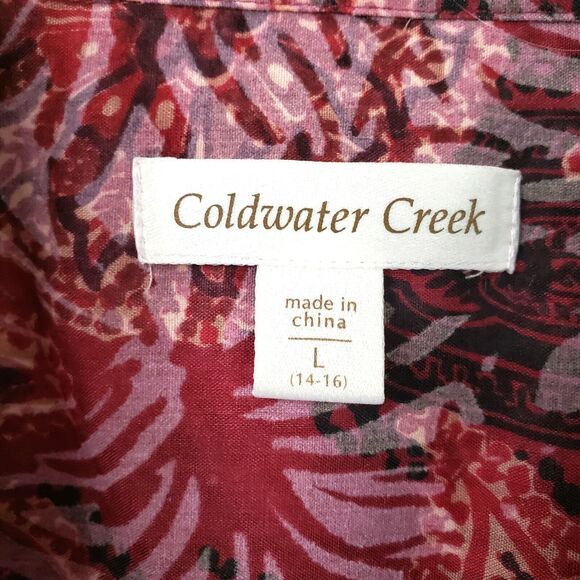 Coldwater Creek
made in
china
L
(14-16)